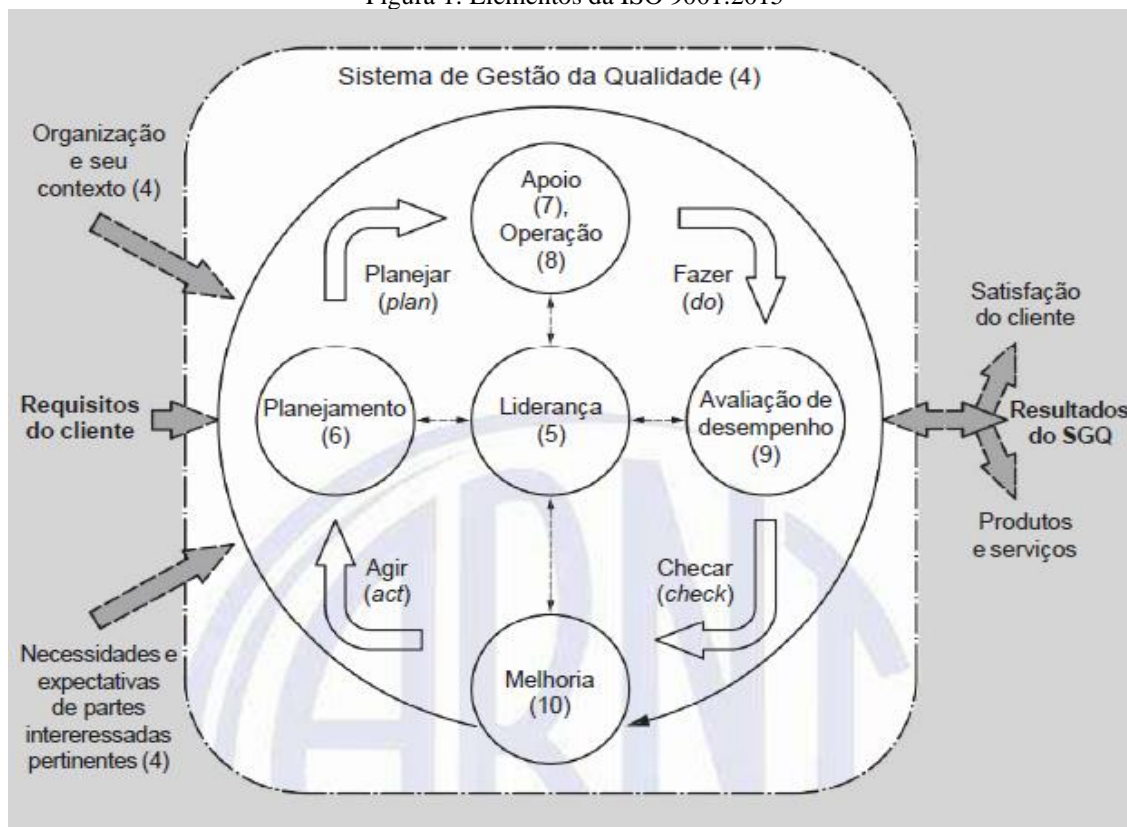 Figura 1: Elementos da ISO 9001:2015
Sistema de Gestão da Qualidade (4)
Organização
e seu
contexto (4)
Apoio
(7),
Operação
(8)
Planejar
(plan)
Fazer
(do)
Satisfação
do cliente
Requisitos
do cliente
Planejamento
(6)
Liderança
(5)
Avaliação de
desempenho
(9)
Resultados
do SGQ
Produtos
e serviços
Agir
(act)
Checar
(check)
Necessidades e
expectativas
de partes
intereressadas
pertinentes (4)
Melhoria
(10)
ABNT